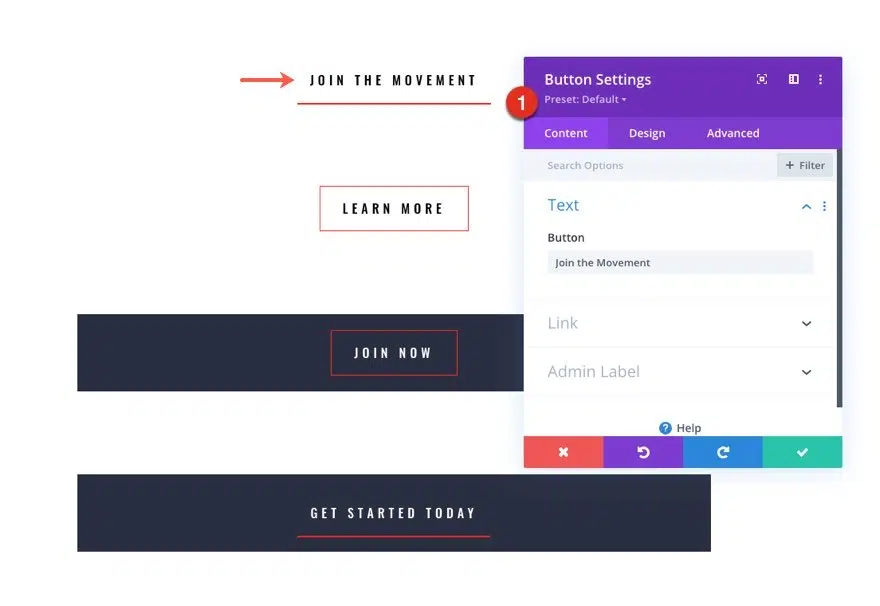 JOIN THE MOVEMENT
LEARN MORE
JOIN NOW
GET STARTED TODAY
1
Button Settings
Preset: Default
Content Design Advanced
Search Options + Filter
Text
Button
Join the Movement
Link
Admin Label
? Help